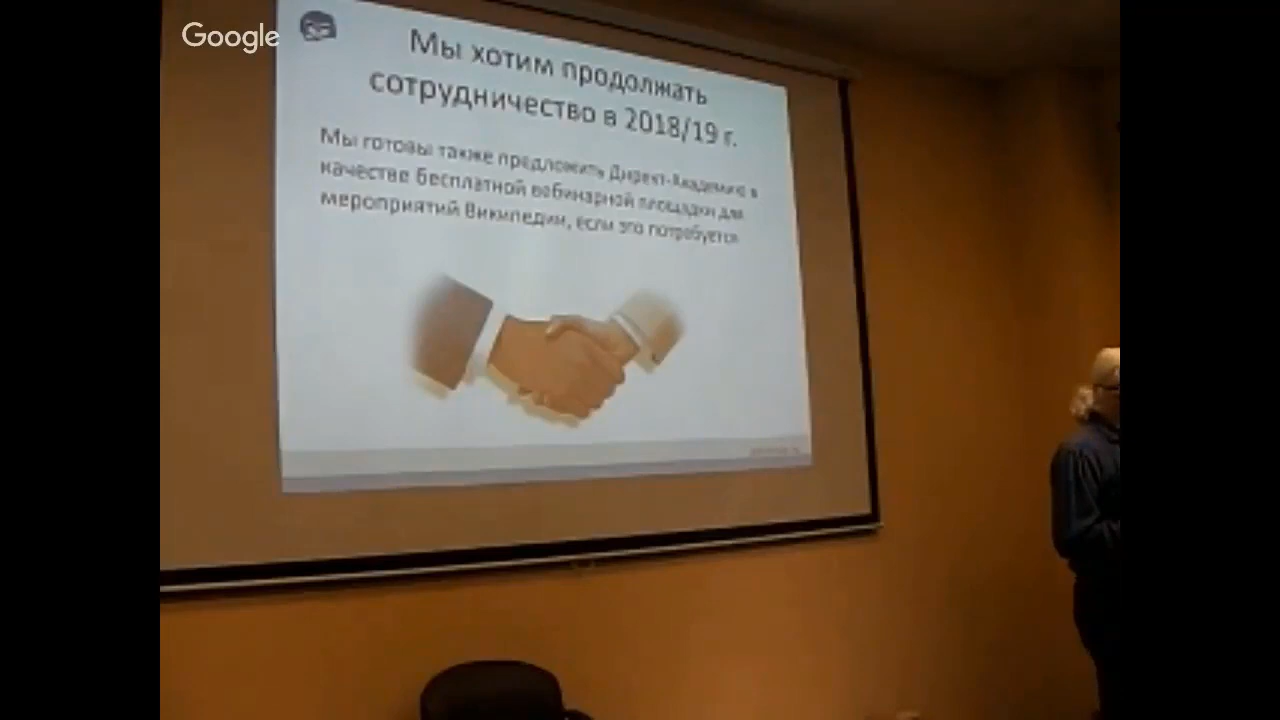 Google
Мы хотим продолжать
сотрудничество в 2018/19 г.
Мы готовы также предложить Директ-Академию в
качестве бесплатной вебинарной площадки для
мероприятий Википедии, если это потребуется